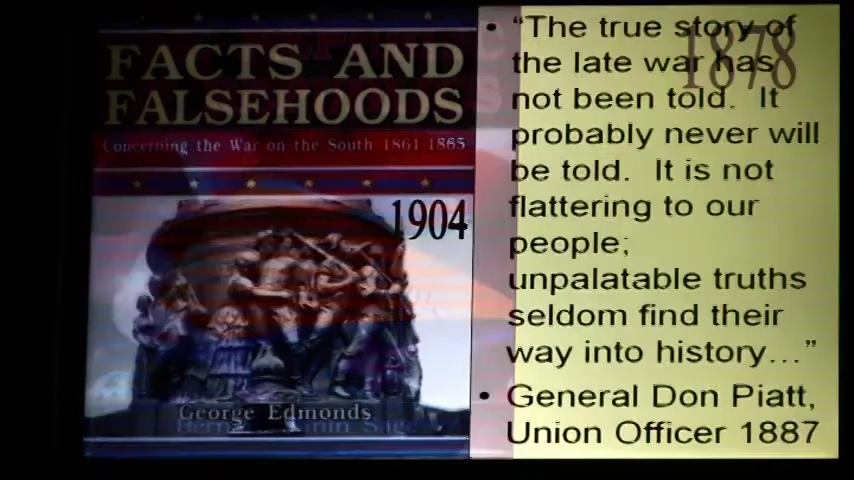 FACTS AND
FALSEHOODS
Concerning the War on the South 1861-1865
1904
George Edmonds
1878
• “The true story of
the late war has
not been told. It
probably never will
be told. It is not
flattering to our
people;
unpalatable truths
seldom find their
way into history…”
• General Don Piatt,
Union Officer 1887